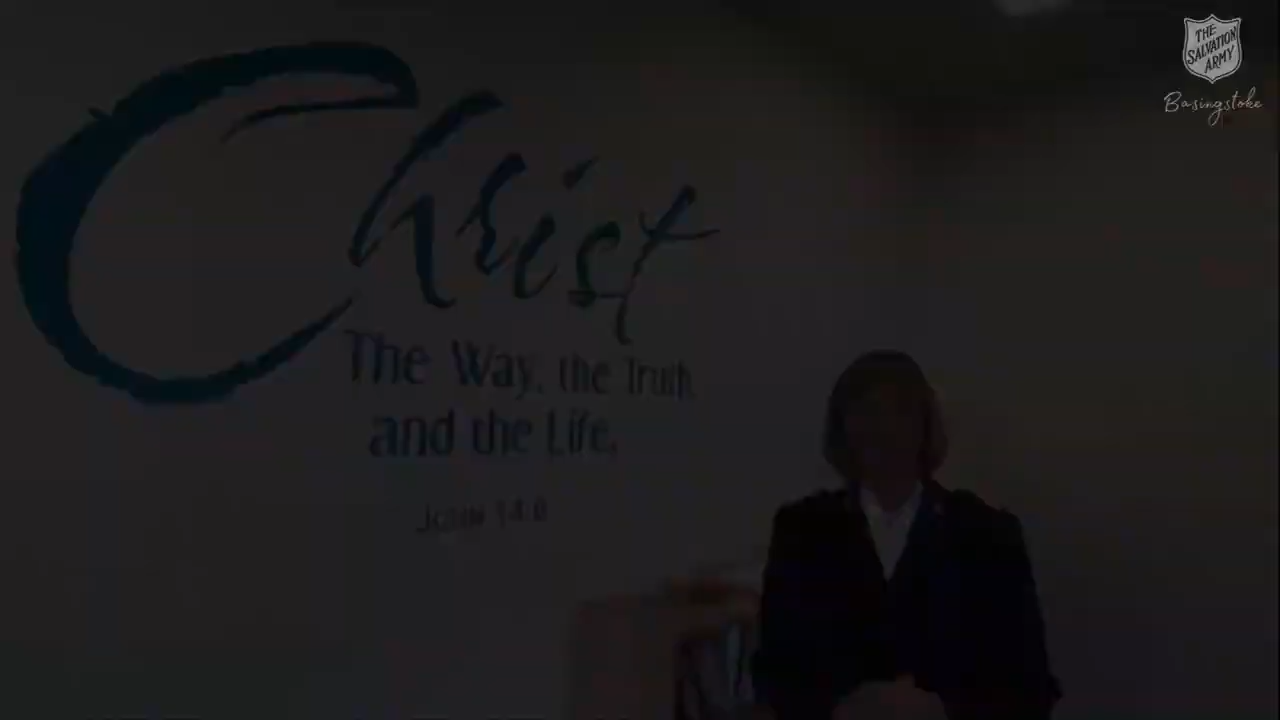 THE
SALVATION
ARMY
Basingstoke
Christ
The Way, the Truth
and the Life.
JOHN 14:6